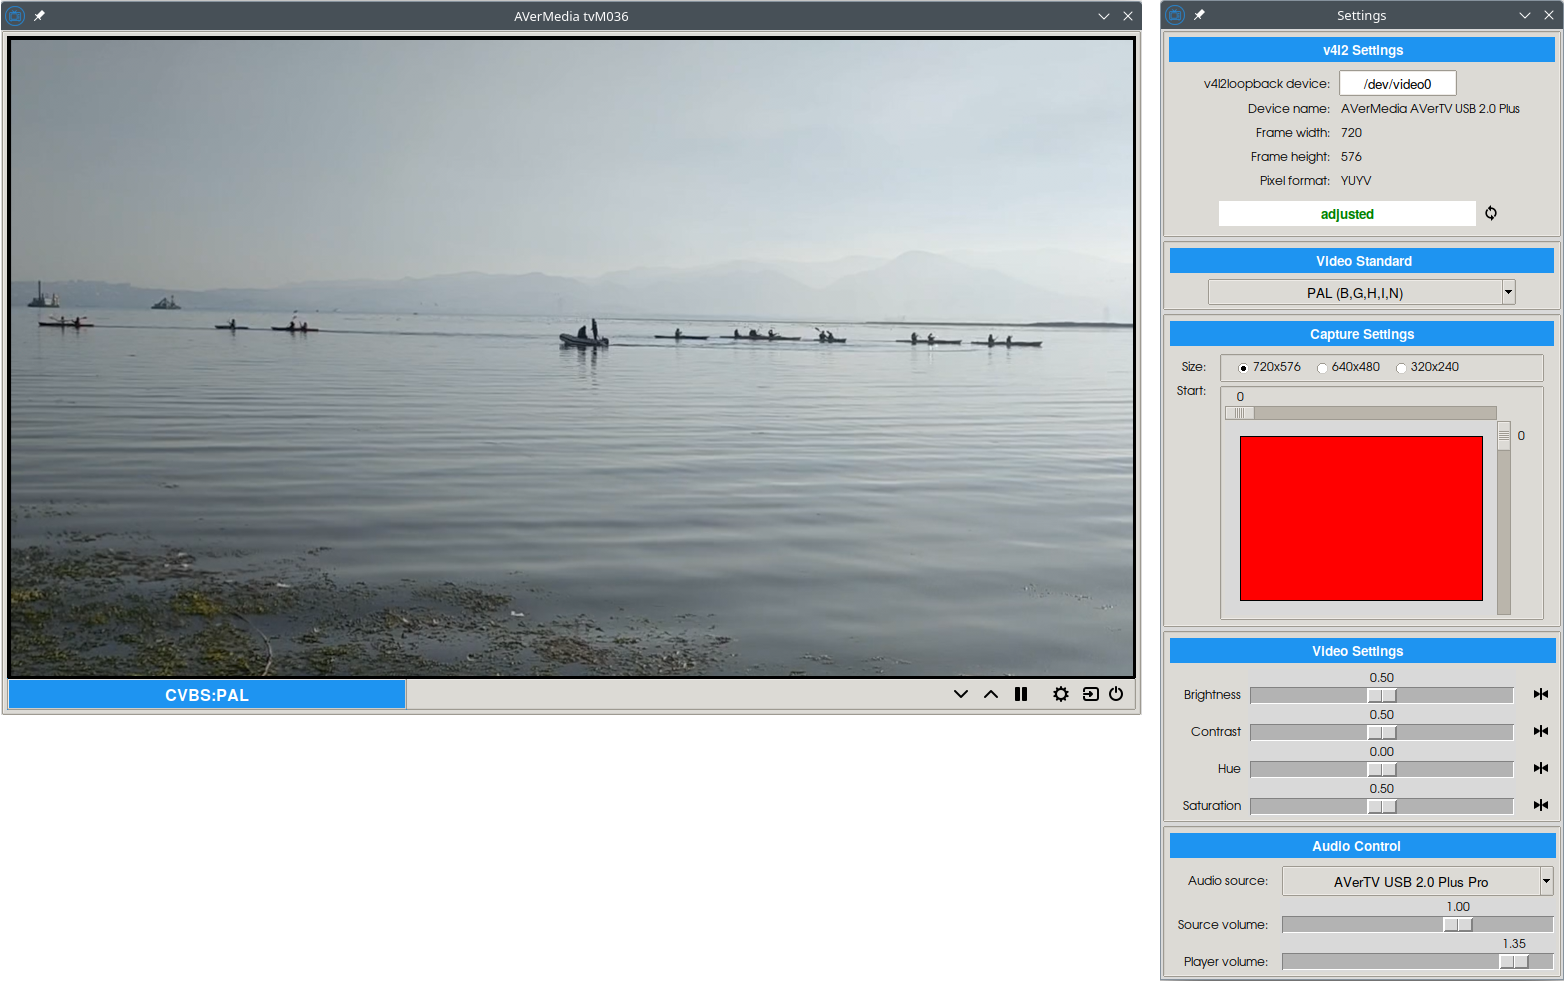 AVerMedia tvM036
CVBS:PAL
Settings
v4l2 Settings
v4l2loopback device: /dev/video0
Device name: AVerMedia AVerTV USB 2.0 Plus
Frame width: 720
Frame height: 576
Pixel format: YUYV
adjusted
Video Standard
PAL (B,G,H,I,N)
Capture Settings
Size: 720x576 640x480 320x240
Start:
0
0
Video Settings
0.50
Brightness
0.50
Contrast
0.00
Hue
0.50
Saturation
Audio Control
Audio source: AVerTV USB 2.0 Plus Pro
1.00
Source volume:
1.35
Player volume: